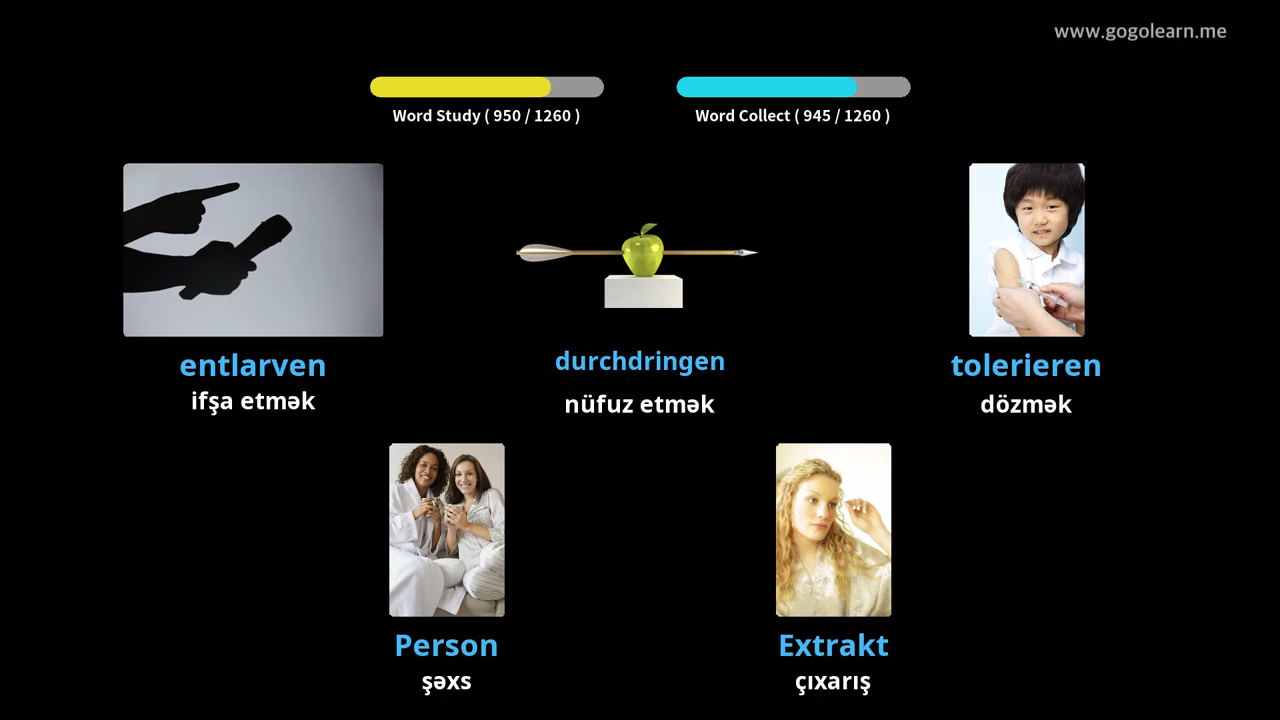 www.gogolearn.me
Word Study ( 950 / 1260 )
Word Collect ( 945 / 1260 )
entlarven
ifşa etmək
durchdringen
nüfuz etmək
tolerieren
dözmək
Person
şəxs
Extrakt
çıxarış